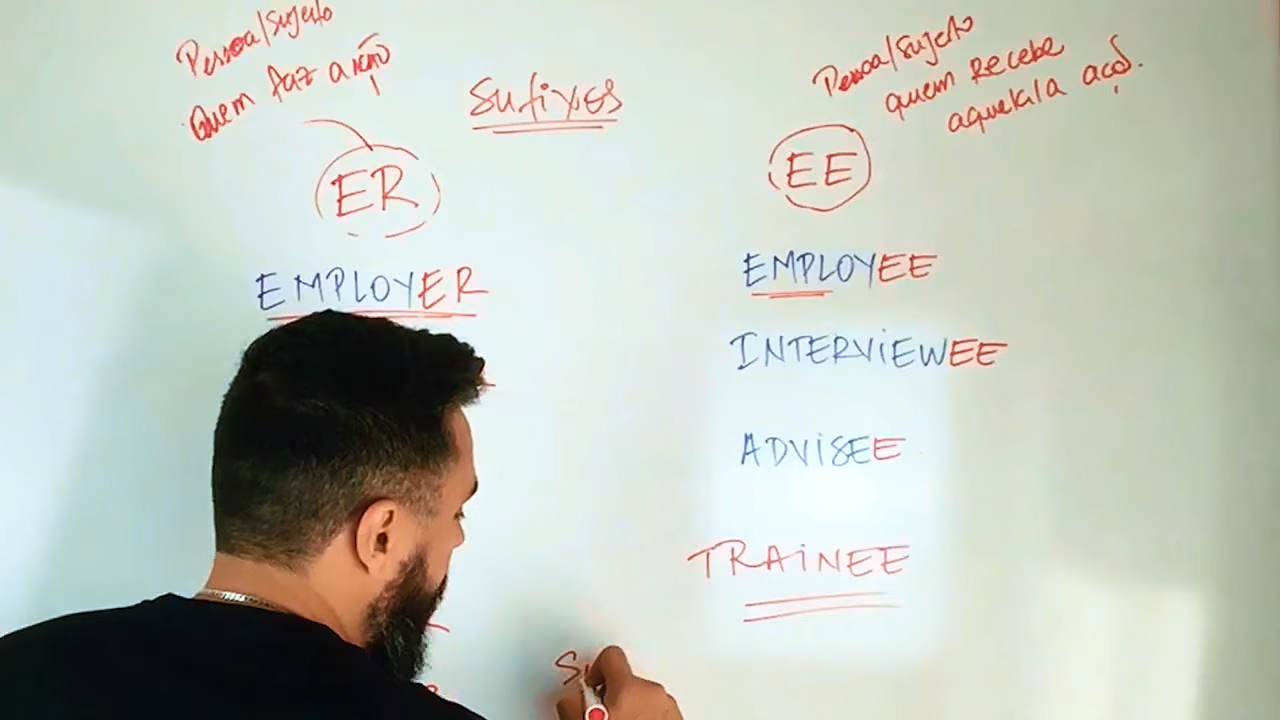 Pessoa/Sujeito
Quem faz a ação
Sufixes
Pessoa/Sujeito
quem Recebe
aquela ação.
ER
EE
EMPLOYER
EMPLOYEE
INTERVIEWEE
ADVISEE
TRAINEE